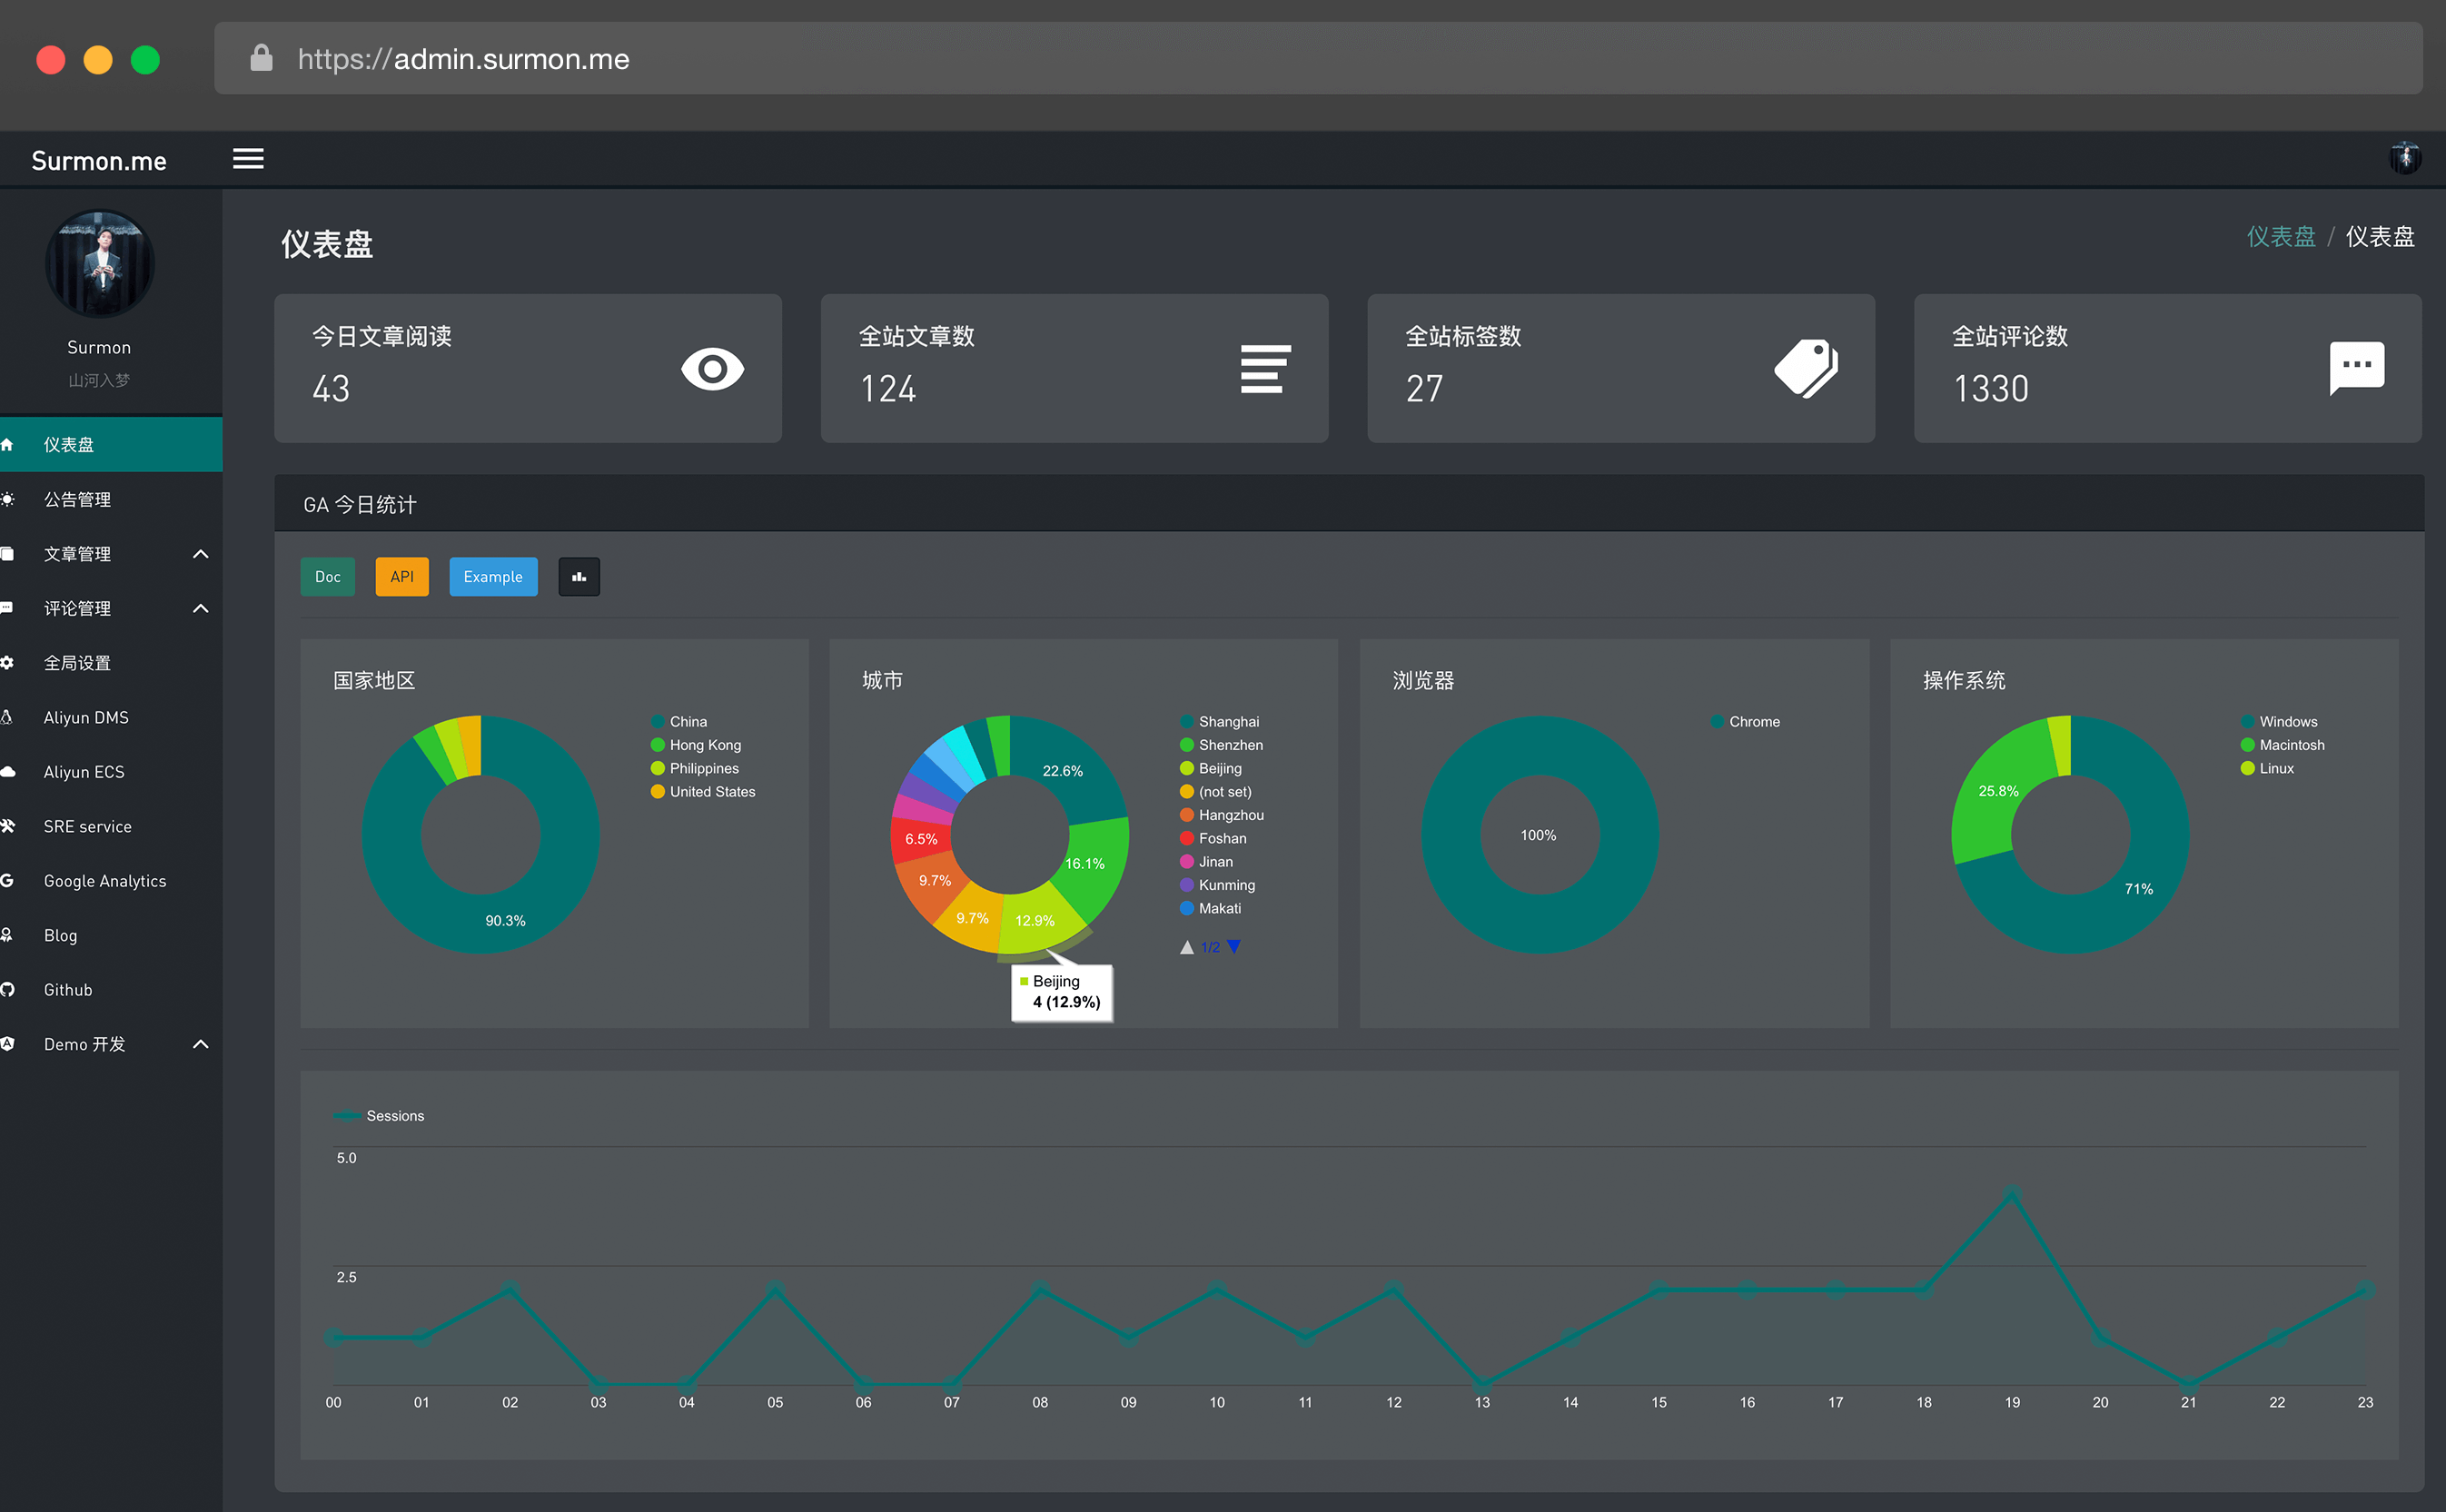 https://admin.surmon.me
Surmon.me
Surmon
山河入梦
仪表盘
公告管理
文章管理
评论管理
全局设置
Aliyun DMS
Aliyun ECS
SRE service
Google Analytics
Blog
Github
Demo 开发
仪表盘
仪表盘 / 仪表盘
今日文章阅读
43
全站文章数
124
全站标签数
27
全站评论数
1330
GA 今日统计
Doc API Example
国家地区
90.3%
China
Hong Kong
Philippines
United States
城市
22.6%
16.1%
12.9%
9.7%
9.7%
6.5%
Shanghai
Shenzhen
Beijing
(not set)
Hangzhou
Foshan
Jinan
Kunming
Makati
1/2
Beijing
4 (12.9%)
浏览器
100%
Chrome
操作系统
25.8%
71%
Windows
Macintosh
Linux
Sessions
5.0
2.5
00 01 02 03 04 05 06 07 08 09 10 11 12 13 14 15 16 17 18 19 20 21 22 23